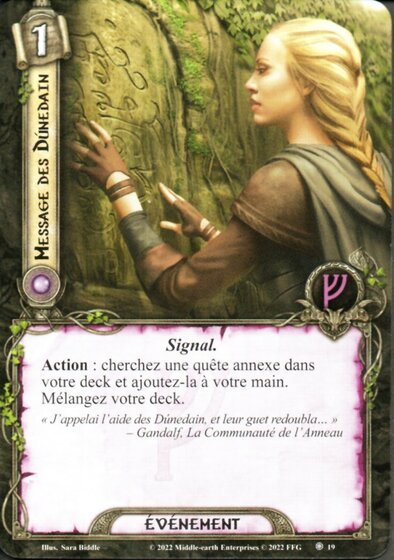 1
MESSAGE DES DÚNEDAIN
Signal.
Action : cherchez une quête annexe dans
votre deck et ajoutez-la à votre main.
Mélangez votre deck.
« J’appelai l’aide des Dúnedain, et leur guet redoubla… »
– Gandalf, La Communauté de l’Anneau
ÉVÉNEMENT
Illus. Sara Biddle © 2022 Middle-earth Enterprises © 2022 FFG 19